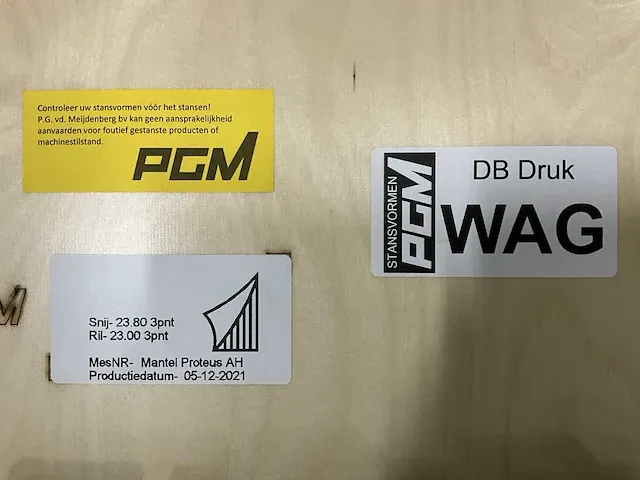 Controleer uw stansvormen vóór het stansen!
P.G. vd. Meijdenberg bv kan geen aansprakelijkheid
aanvaarden voor foutief gestanste producten of
machinestilstand.
PGM
STANSVORMEN
PGM
DB Druk
WAG
M
Snij- 23.80 3pnt
Ril- 23.00 3pnt
MesNR- Mantel Proteus AH
Productiedatum- 05-12-2021